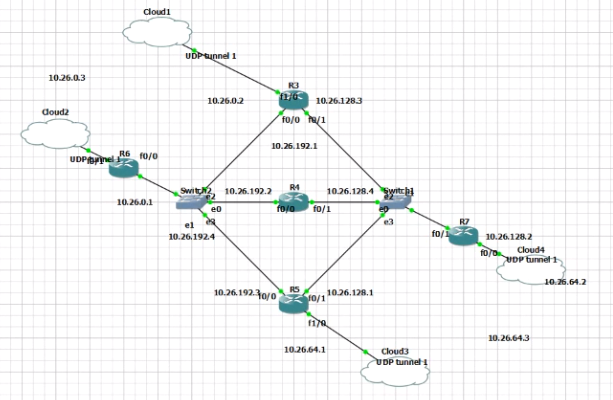 Cloud1
UDP tunnel 1
10.26.0.3
R3
f1/0
10.26.0.2
10.26.128.3
Cloud2
f0/0
f0/1
10.26.192.1
R6
f0/0
UDP tunnel 1
f0/1
Switch2
10.26.192.2
R4
10.26.128.4
Switch1
e1
e2
e2
10.26.0.1
e0
f0/0
f0/1
e0
e1
e3
e3
R7
10.26.192.4
f0/1
10.26.128.2
f0/0
Cloud4
UDP tunnel 1
10.26.64.2
10.26.192.3
f0/0
R5
f0/1
10.26.128.1
f1/0
10.26.64.3
10.26.64.1
Cloud3
UDP tunnel 1